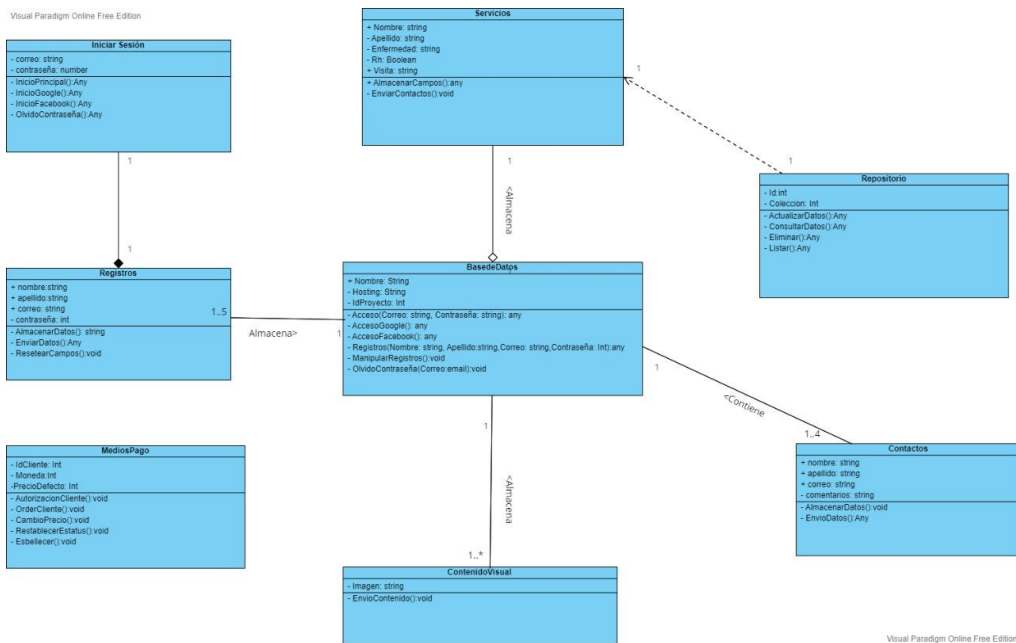 Visual Paradigm Online Free Edition
Servicios
+ Nombre: string
- Apellido: string
- Enfermedad: string
- Rh: Boolean
+ Visita: string
+ AlmacenarCampos():any
- EnviarContactos():void
Iniciar Sesión
- correo: string
- contraseña: number
- InicioPrincipal():Any
- InicioGoogle():Any
- InicioFacebook():Any
- OlvidoContraseña():Any
1
1
1
1
<Almacena
1
Repositorio
- Id:int
- Coleccion: Int
- ActualizarDatos():Any
- ConsultarDatos():Any
- Eliminar():Any
- Listar():Any
Registros
+ nombre:string
+ apellido:string
+ correo: string
- contraseña: int
- AlmacenarDatos(): string
- EnviarDatos():Any
- ResetearCampos():void
1..5
Almacena>
1
BasedeDatos
+ Nombre: String
- Hosting: String
- IdProyecto: Int
- Acceso(Correo: string, Contraseña: string): any
- AccesoGoogle(): any
- AccesoFacebook(): any
- Registros(Nombre: string, Apellido:string,Correo: string,Contraseña: Int):any
- ManipularRegistros():void
- OlvidoContraseña(Correo:email):void
1
<Contiene
1..4
1
<Almacena
1..*
MediosPago
- IdCliente: Int
- Moneda:Int
-PrecioDefecto: Int
- AutorizacionCliente():void
- OrderCliente():void
- CambioPrecio():void
- RestablecerEstatus():void
- Esbellecer():void
Contactos
+ nombre: string
+ apellido: string
+ correo: string
- comentarios: string
- AlmacenarDatos():void
- EnvioDatos():Any
ContenidoVisual
- Imagen: string
- EnvioContenido():void
Visual Paradigm Online Free Edition